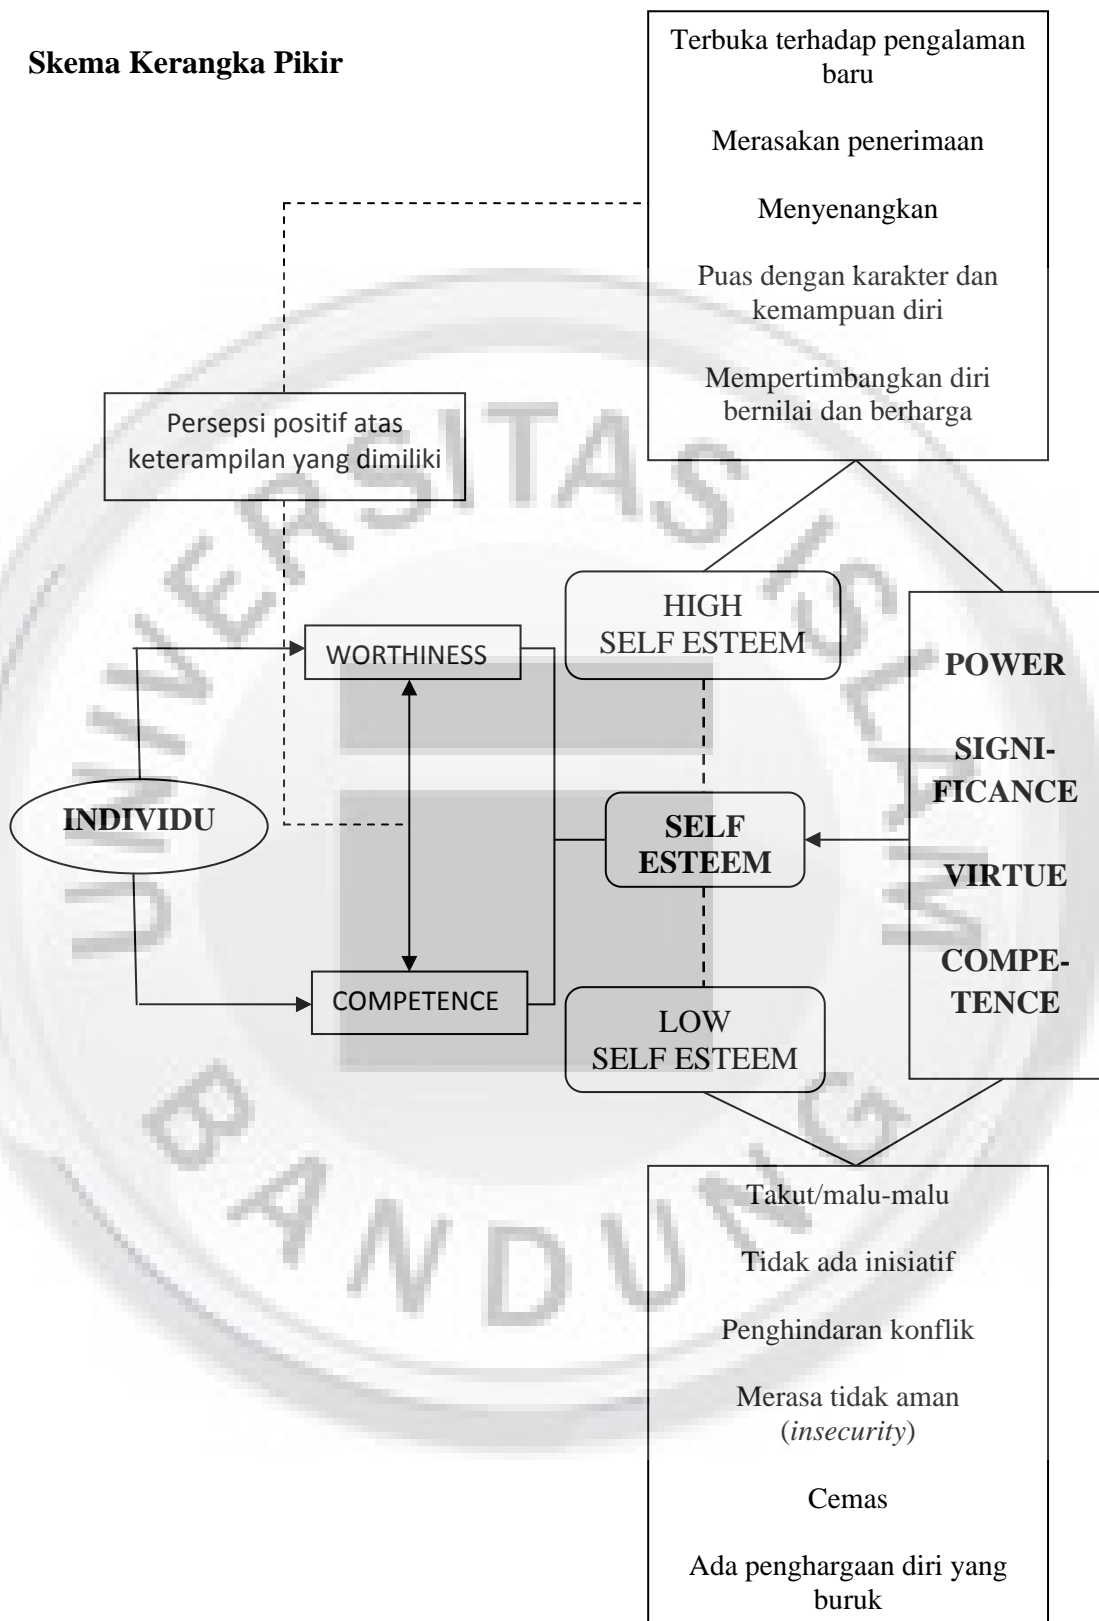 Skema Kerangka Pikir
Terbuka terhadap pengalaman
baru
Merasakan penerimaan
Menyenangkan
Puas dengan karakter dan
kemampuan diri
Mempertimbangkan diri
bernilai dan berharga
Persepsi positif atas
keterampilan yang dimiliki
HIGH
SELF ESTEEM
WORTHINESS
POWER
SIGNI-
FICANCE
VIRTUE
COMPE-
TENCE
INDIVIDU
SELF
ESTEEM
COMPETENCE
LOW
SELF ESTEEM
Takut/malu-malu
Tidak ada inisiatif
Penghindaran konflik
Merasa tidak aman
(insecurity)
Cemas
Ada penghargaan diri yang
buruk
UNIVERSITAS ISLAM
BANDUNG